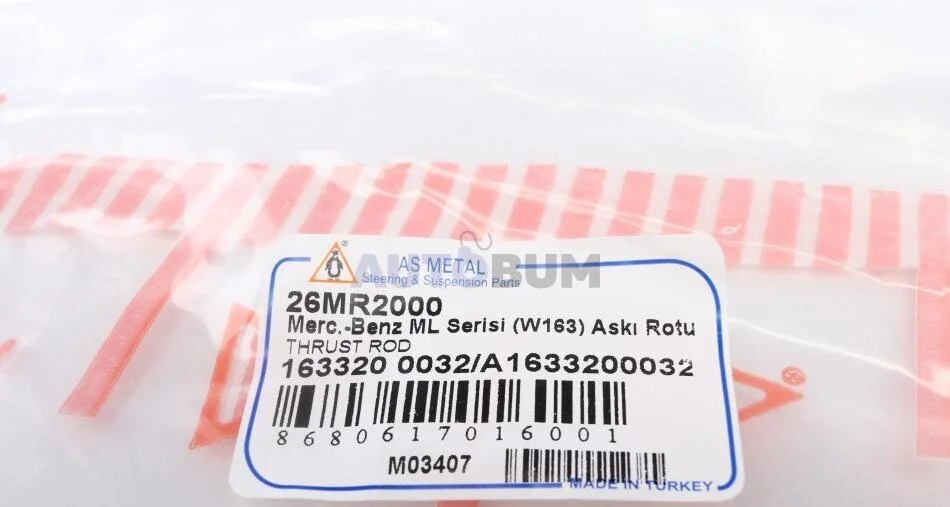 AS METAL
AUTOBUM
Steering & Suspension Parts
26MR2000
Merc.-Benz ML Serisi (W163) Askı Rotu
THRUST ROD
163320 0032/A1633200032
8680617016001
M03407
MADE IN TURKEY